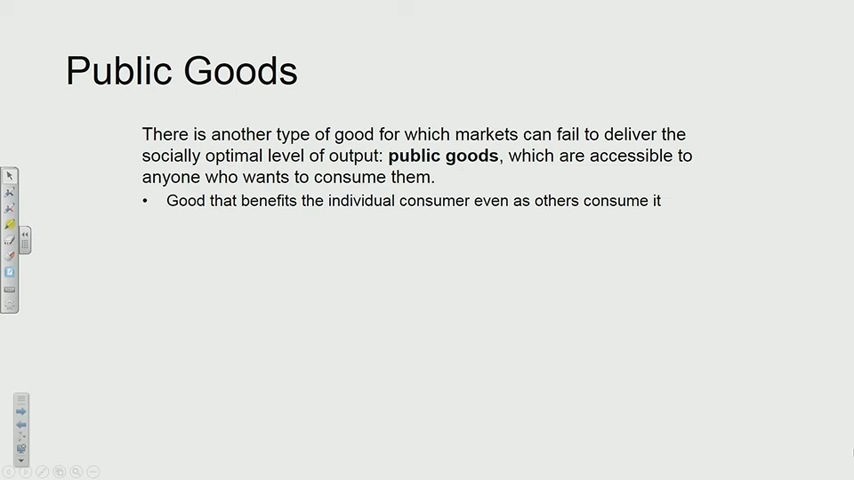 Public Goods
There is another type of good for which markets can fail to deliver the
socially optimal level of output: public goods, which are accessible to
anyone who wants to consume them.
• Good that benefits the individual consumer even as others consume it